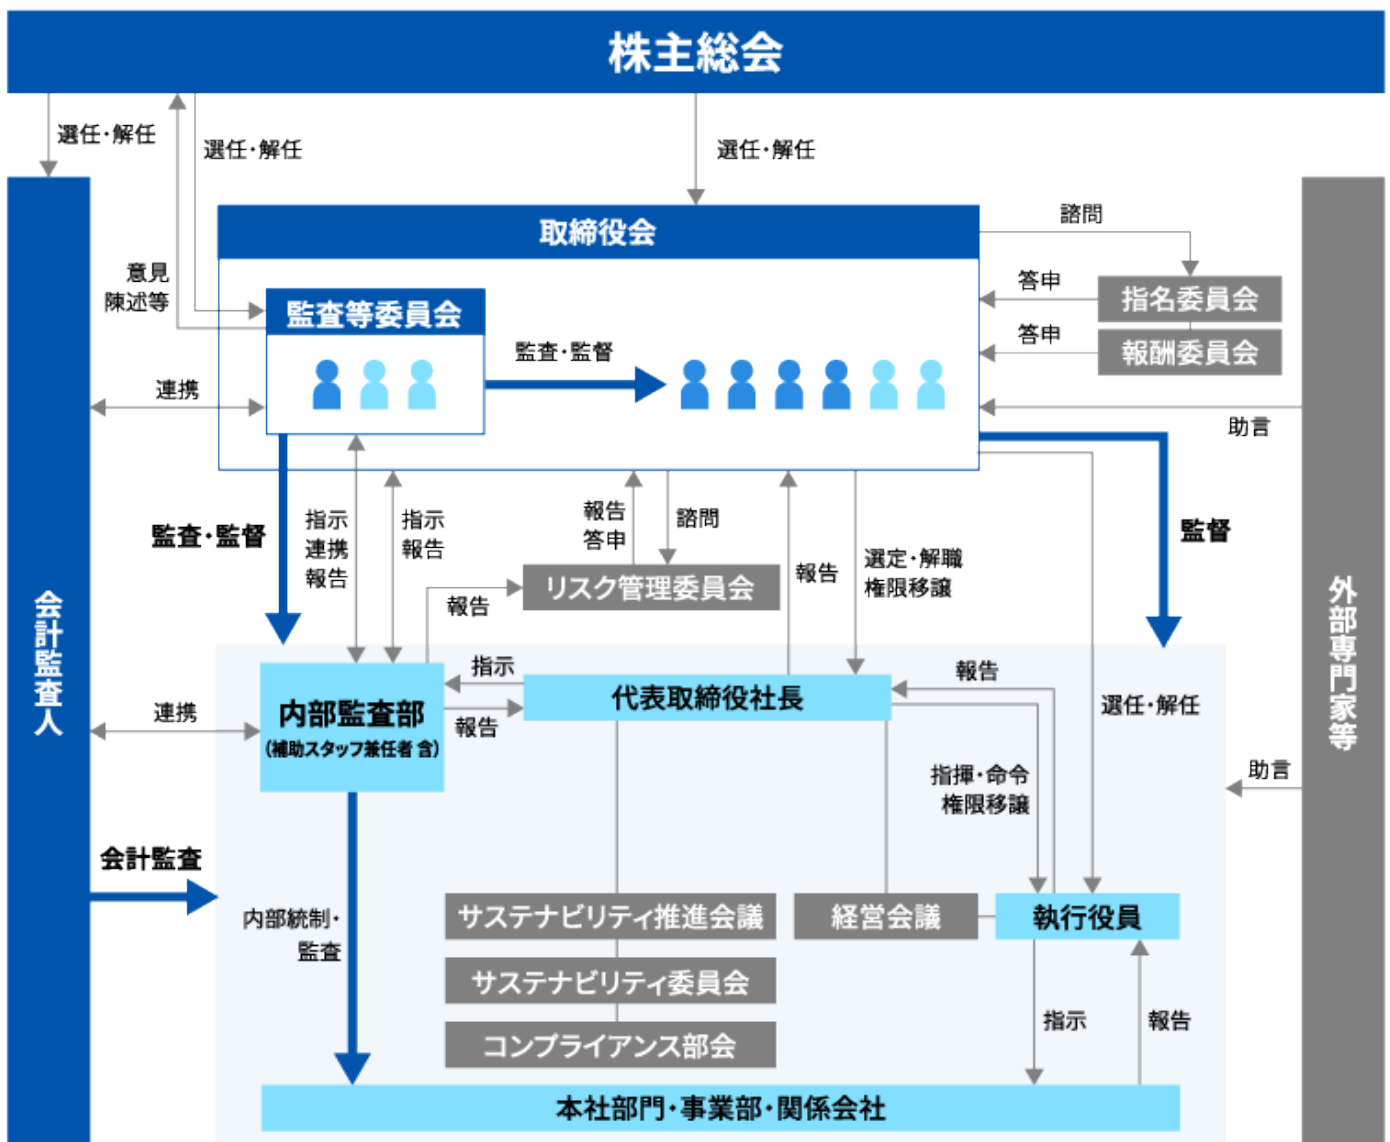 株主総会
選任・解任
選任・解任
選任・解任
取締役会
諮問
意見
陳述等
監査等委員会
答申
指名委員会
監査・監督
答申
報酬委員会
連携
助言
監査・監督
指示
連携
報告
指示
報告
報告
答申
諮問
報告
選定・解職
権限移譲
監督
リスク管理委員会
報告
会計監査人
外部専門家等
指示
代表取締役社長
報告
内部監査部
(補助スタッフ兼任者 含)
報告
連携
選任・解任
指揮・命令
権限移譲
助言
会計監査
内部統制・
監査
サステナビリティ推進会議
経営会議
執行役員
サステナビリティ委員会
コンプライアンス部会
指示
報告
本社部門・事業部・関係会社